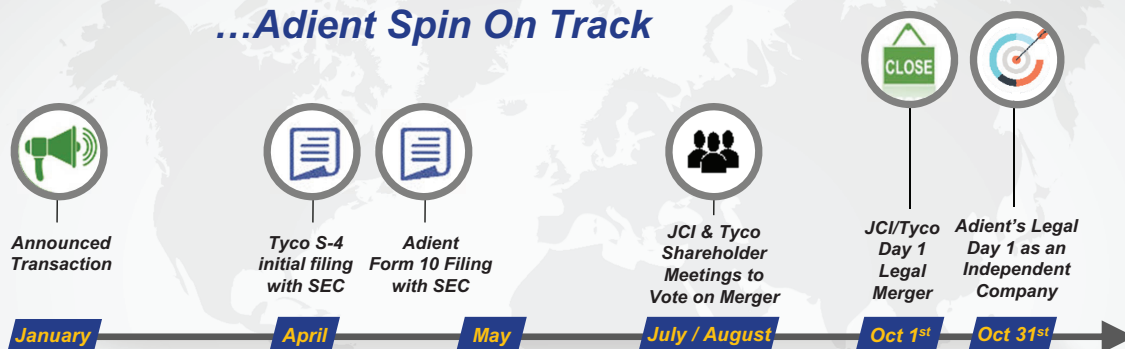 ...Adient Spin On Track
CLOSE
Announced
Transaction
Tyco S-4
initial filing
with SEC
Adient
Form 10 Filing
with SEC
JCI & Tyco
Shareholder
Meetings to
Vote on Merger
JCI/Tyco
Day 1
Legal
Merger
Adient’s Legal
Day 1 as an
Independent
Company
January
April
May
July / August
Oct 1st
Oct 31st